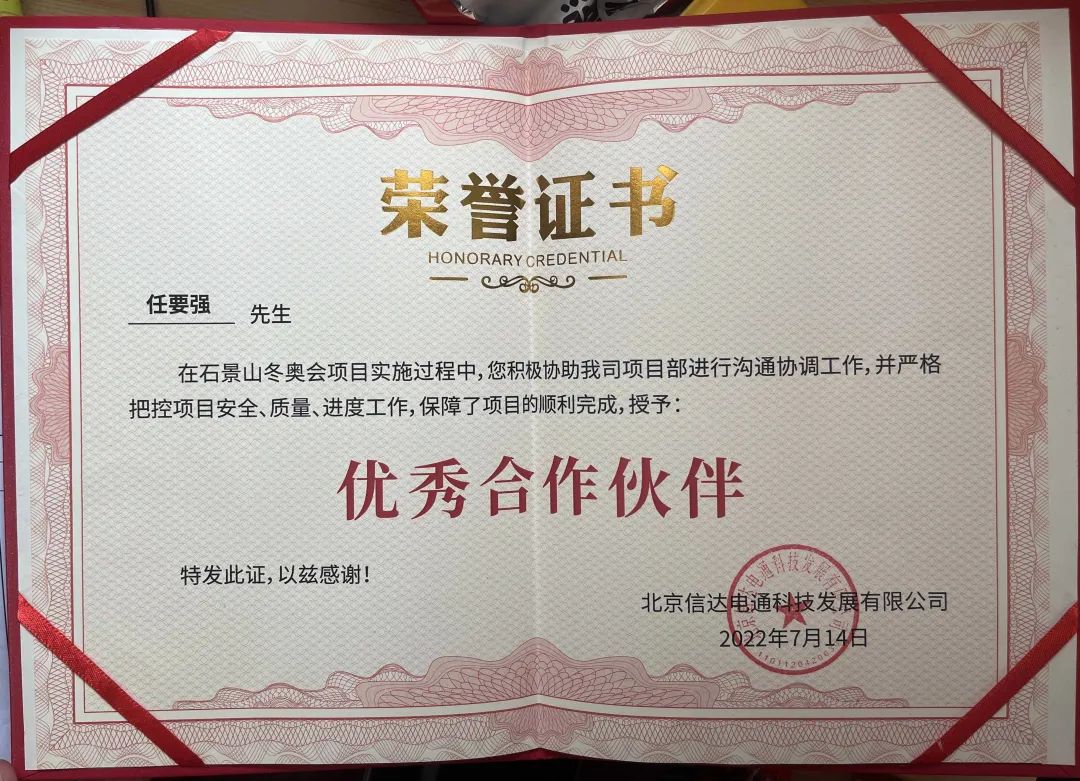 荣誉证书
HONORARY CREDENTIAL
任要强 先生
在石景山冬奥会项目实施过程中,您积极协助我司项目部进行沟通协调工作,并严格
把控项目安全、质量、进度工作,保障了项目的顺利完成,授予:
优秀合作伙伴
特发此证,以兹感谢!
北京信达电通科技发展有限公司
2022年7月14日